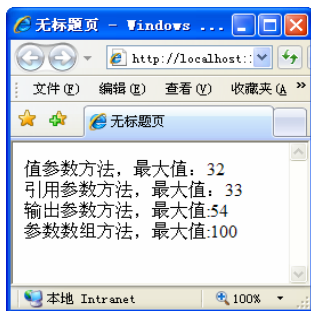 无标题页 - Windows ...
http://localhost:
文件(F) 编辑(E) 查看(V) 收藏夹(A »
无标题页
值参数方法，最大值：32
引用参数方法，最大值：33
输出参数方法，最大值:54
参数数组方法，最大值:100
本地 Intranet 100%